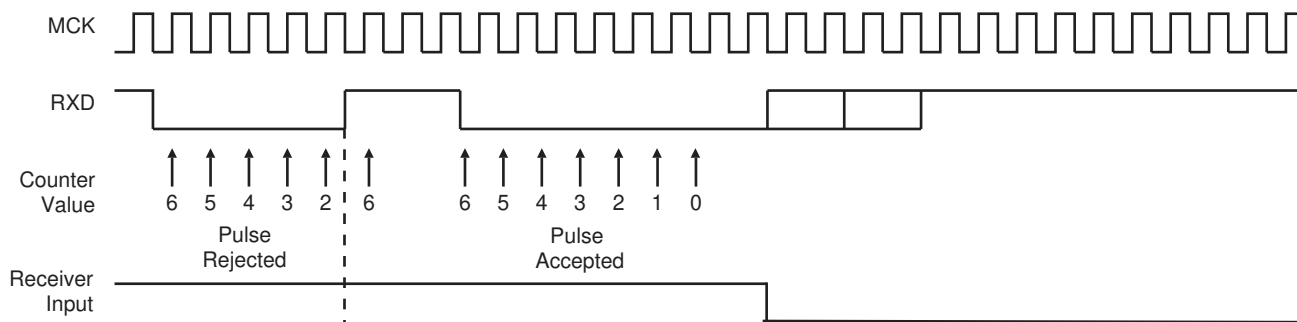 MCK
RXD
Counter
Value
6 5 4 3 2 6 6 5 4 3 2 1 0
Pulse
Rejected
Pulse
Accepted
Receiver
Input